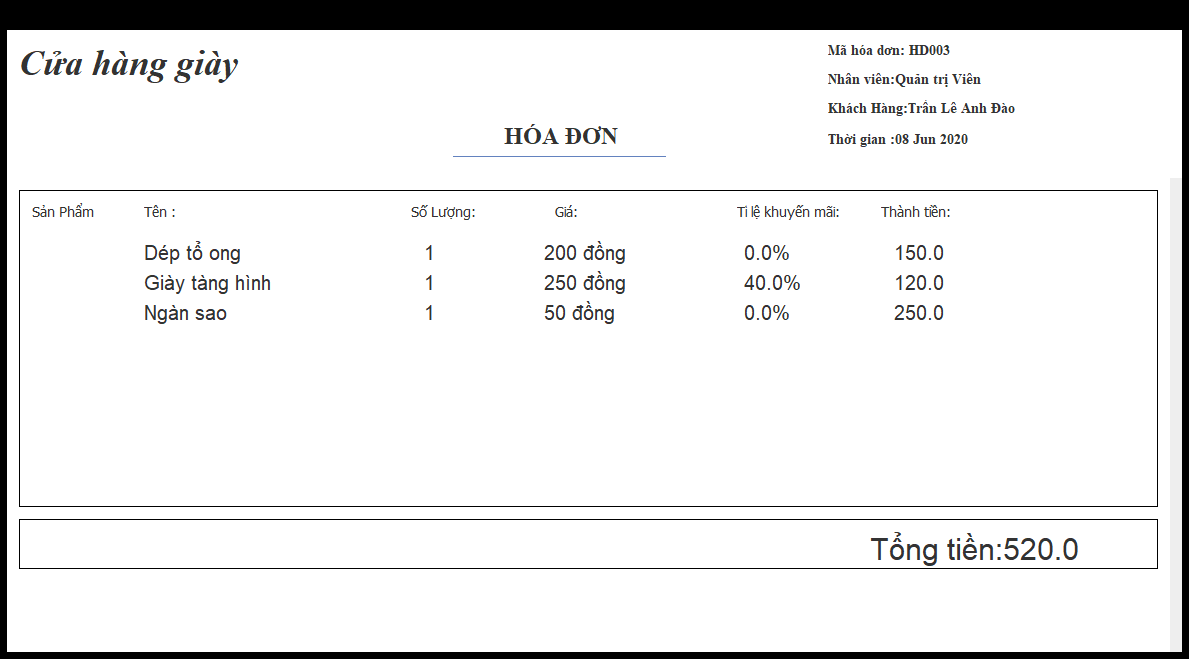 Cửa hàng giày
Mã hóa đơn: HD003
Nhân viên:Quản trị Viên
Khách Hàng:Trần Lê Anh Đào
Thời gian :08 Jun 2020
HÓA ĐƠN
Sản Phẩm Tên : Số Lượng: Giá: Tỉ lệ khuyến mãi: Thành tiền:
Dép tổ ong 1 200 đồng 0.0% 150.0
Giày tàng hình 1 250 đồng 40.0% 120.0
Ngàn sao 1 50 đồng 0.0% 250.0
Tổng tiền:520.0